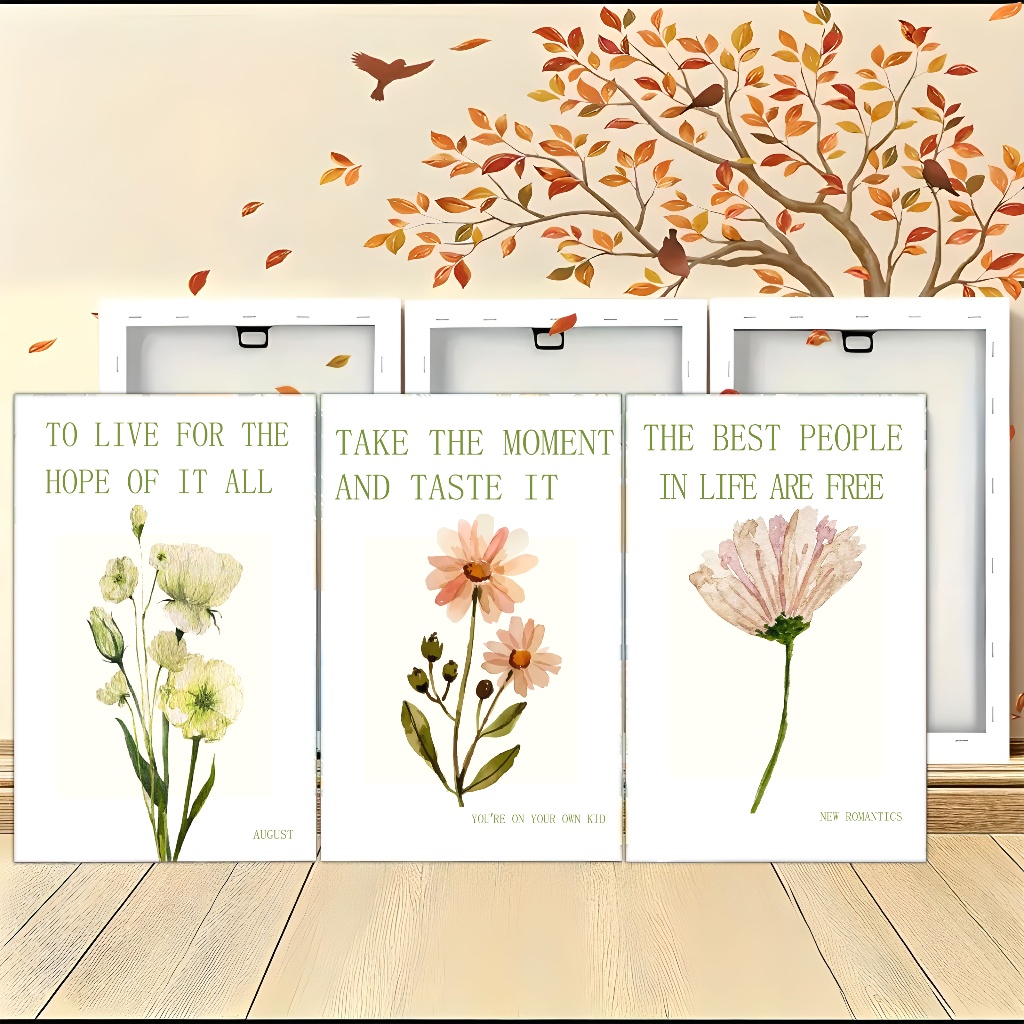 TO LIVE FOR THE
HOPE OF IT ALL
AUGUST
TAKE THE MOMENT
AND TASTE IT
YOU'RE ON YOUR OWN KID
THE BEST PEOPLE
IN LIFE ARE FREE
NEW ROMANTICS